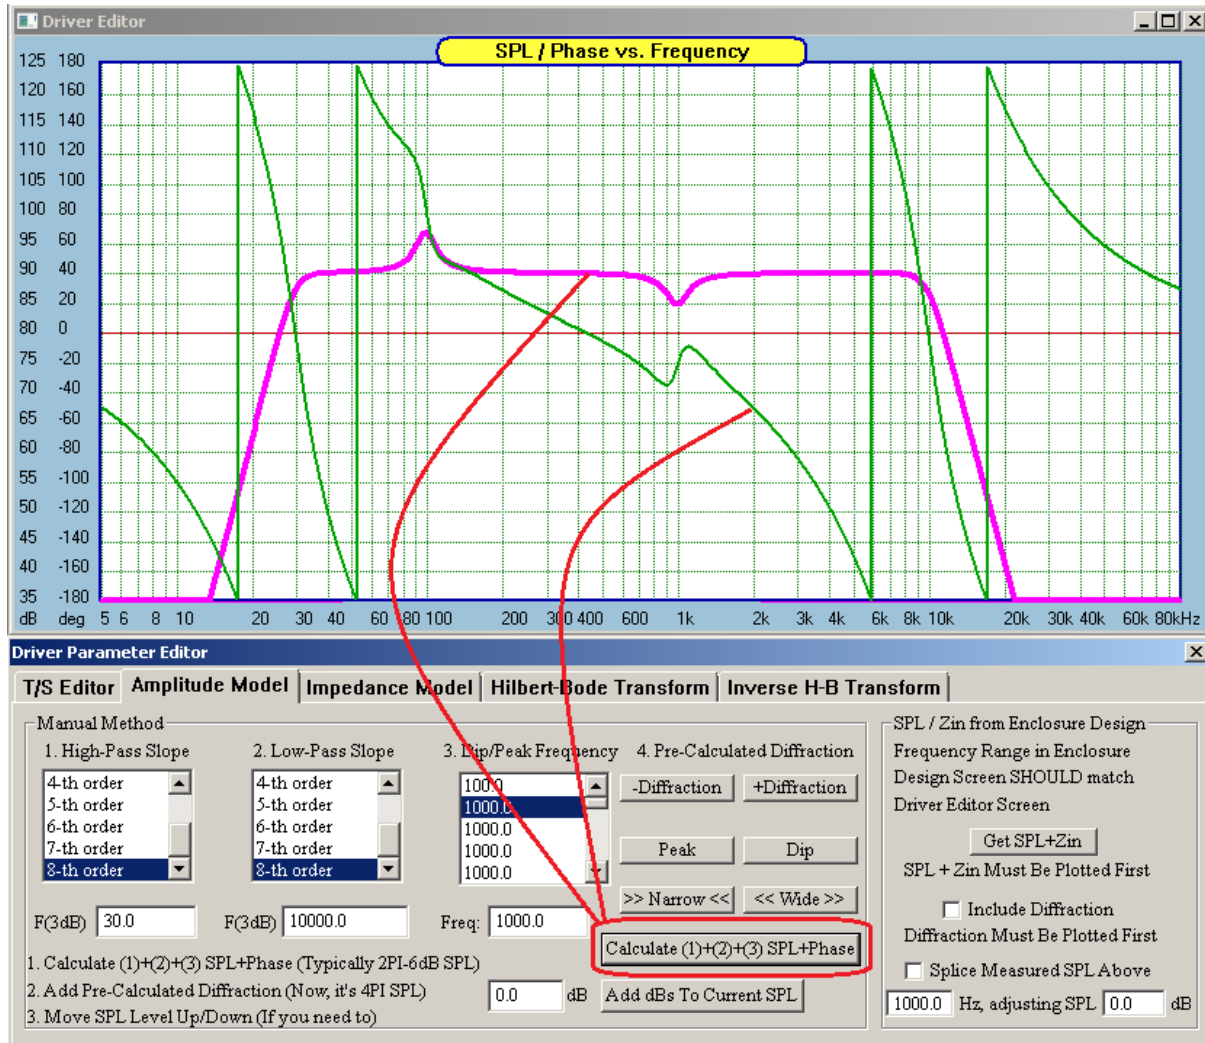 Driver Editor
SPL / Phase vs. Frequency
125 180
120 160
115 140
110 120
105 100
100 80
95 60
90 40
85 20
80 0
75 -20
70 -40
65 -60
60 -80
55 -100
50 -120
45 -140
40 -160
35 -180
dB deg 5 6 8 10 20 30 40 60 80 100 200 300 400 600 1k 2k 3k 4k 6k 8k 10k 20k 30k 40k 60k 80kHz
Driver Parameter Editor
T/S Editor Amplitude Model Impedance Model Hilbert-Bode Transform Inverse H-B Transform
Manual Method
1. High-Pass Slope 2. Low-Pass Slope 3. Dip/Peak Frequency 4. Pre-Calculated Diffraction
4-th order 4-th order 100.0 -Diffraction +Diffraction
5-th order 5-th order 1000.0
6-th order 6-th order 1000.0
7-th order 7-th order 1000.0 Peak Dip
8-th order 8-th order 1000.0
>> Narrow << << Wide >>
F(3dB) 30.0 F(3dB) 10000.0 Freq: 1000.0
Calculate (1)+(2)+(3) SPL+Phase
1. Calculate (1)+(2)+(3) SPL+Phase (Typically 2PI-6dB SPL)
2. Add Pre-Calculated Diffraction (Now, it's 4PI SPL) 0.0 dB Add dBs To Current SPL
3. Move SPL Level Up/Down (If you need to)
SPL / Zin from Enclosure Design
Frequency Range in Enclosure
Design Screen SHOULD match
Driver Editor Screen
Get SPL+Zin
SPL + Zin Must Be Plotted First
Include Diffraction
Diffraction Must Be Plotted First
Splice Measured SPL Above
1000.0 Hz, adjusting SPL 0.0 dB